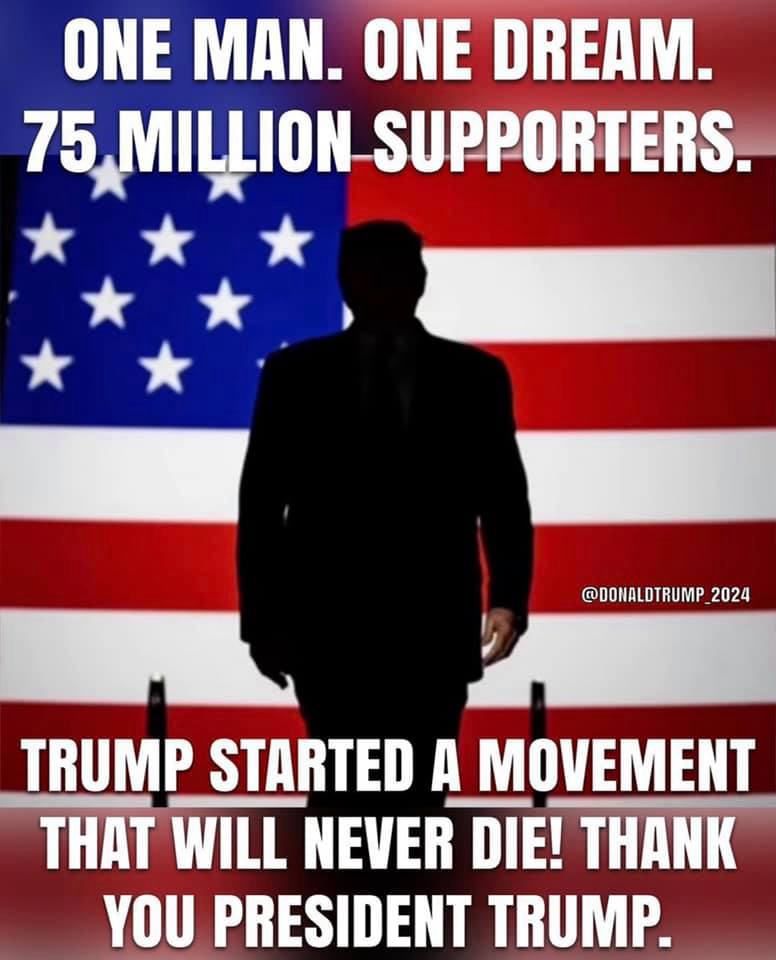 ONE MAN. ONE DREAM.
75 MILLION SUPPORTERS.
@DONALDTRUMP_2024
TRUMP STARTED A MOVEMENT
THAT WILL NEVER DIE! THANK
YOU PRESIDENT TRUMP.